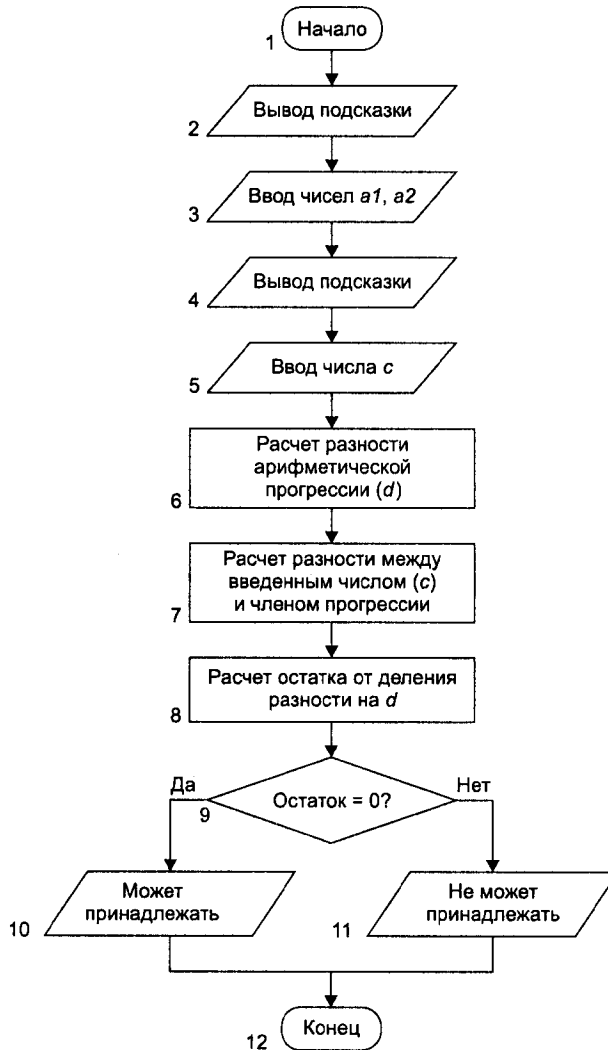 Начало
1
Вывод подсказки
2
Ввод чисел a1, a2
3
Вывод подсказки
4
Ввод числа c
5
Расчет разности
арифметической
прогрессии (d)
6
Расчет разности между
введенным числом (c)
и членом прогрессии
7
Расчет остатка от деления
разности на d
8
Да
Остаток = 0?
Нет
9
Может
принадлежать
10
Не может
принадлежать
11
Конец
12